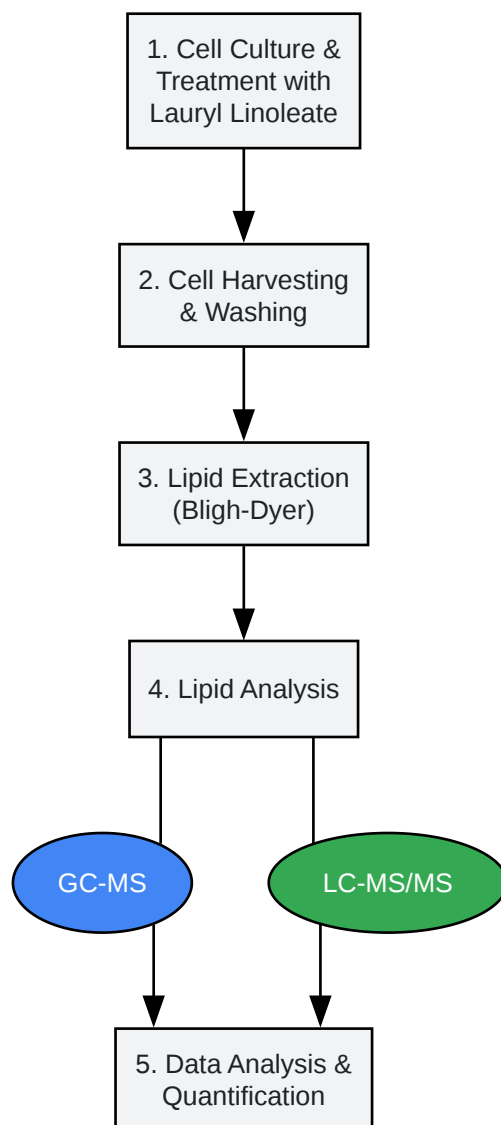 1. Cell Culture &
Treatment with
Lauryl Linoleate
2. Cell Harvesting
& Washing
3. Lipid Extraction
(Bligh-Dyer)
4. Lipid Analysis
GC-MS
LC-MS/MS
5. Data Analysis &
Quantification